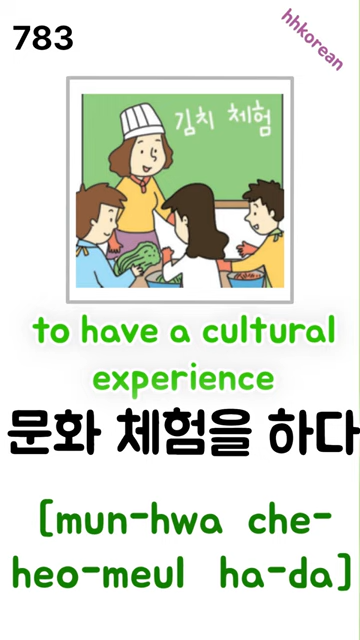 783
hhkorean
김치 체험
to have a cultural
experience
문화 체험을 하다
[mun-hwa che-
heo-meul ha-da]